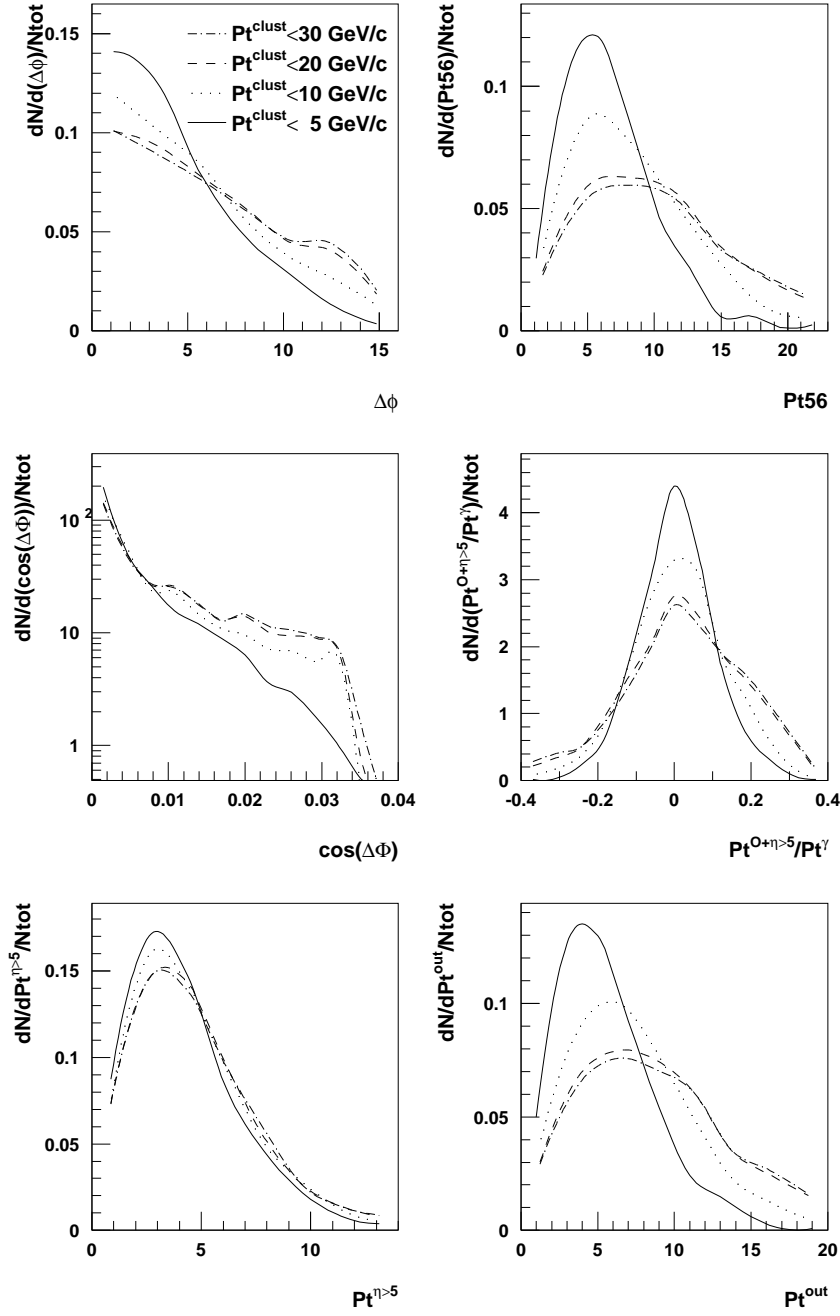 dN/d(Δϕ)/Ntot
0.15
0.1
0.05
0
Pt^clust<30 GeV/c
Pt^clust<20 GeV/c
Pt^clust<10 GeV/c
Pt^clust< 5 GeV/c
0 5 10 15
Δϕ
dN/d(Pt56)/Ntot
0.1
0.05
0
0 5 10 15 20
Pt56
dN/d(cos(ΔΦ))/Ntot
10^2
10
1
0 0.01 0.02 0.03 0.04
cos(ΔΦ)
dN/d(Pt^O+η>5/Pt^γ)/Ntot
4
3
2
1
0
-0.4 -0.2 0 0.2 0.4
Pt^O+η>5/Pt^γ
dN/dPt^η>5/Ntot
0.15
0.1
0.05
0
0 5 10
Pt^η>5
dN/dPt^out/Ntot
0.1
0.05
0
0 5 10 15 20
Pt^out